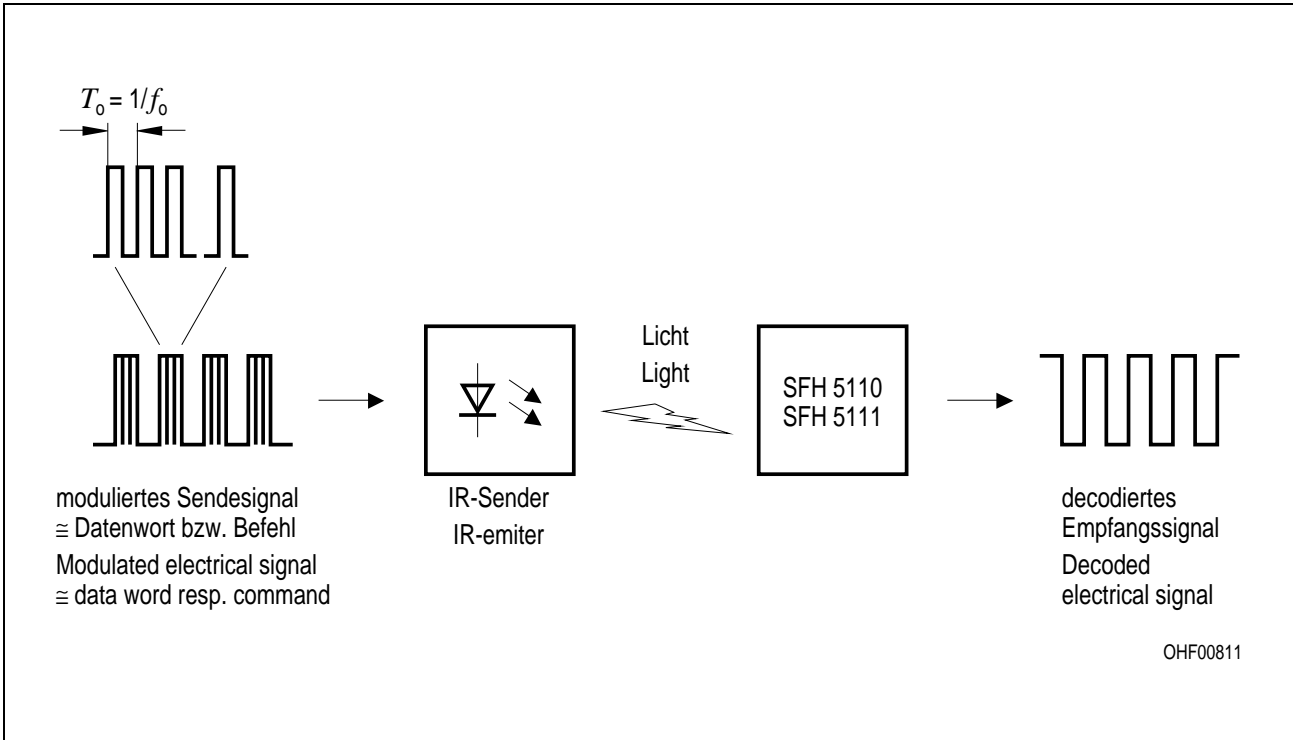 T₀ = 1/f₀
Licht
Light
SFH 5110
SFH 5111
moduliertes Sendesignal
≅ Datenwort bzw. Befehl
Modulated electrical signal
≅ data word resp. command
IR-Sender
IR-emiter
decodiertes
Empfangssignal
Decoded
electrical signal
OHF00811